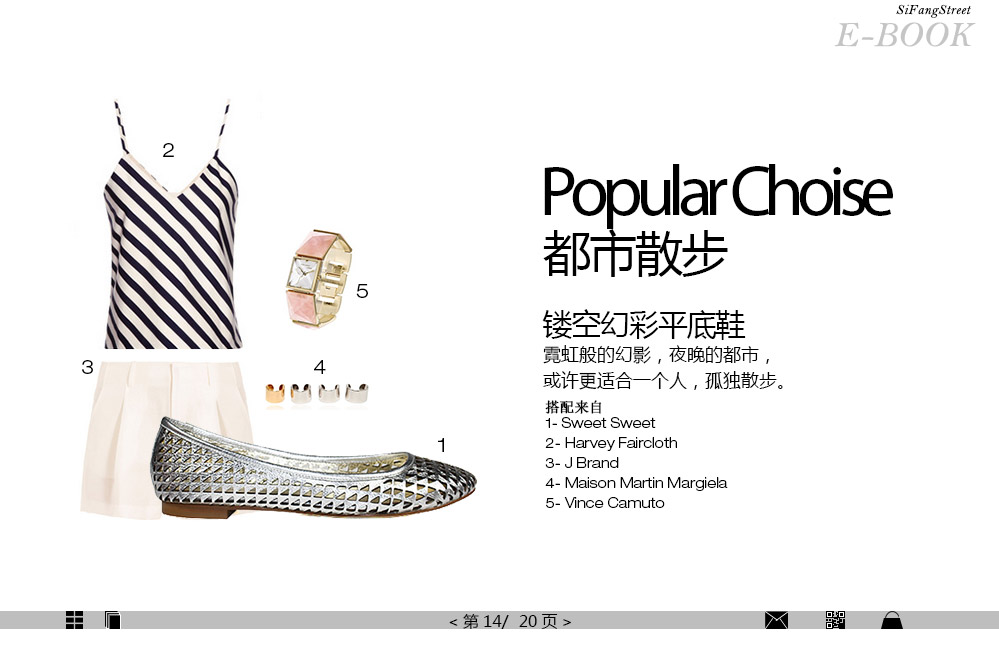 SiFangStreet
E-BOOK
2
5
3
4
1
Popular Choise
都市散步
镂空幻彩平底鞋
霓虹般的幻影，夜晚的都市，
或许更适合一个人，孤独散步。
搭配来自
1- Sweet Sweet
2- Harvey Faircloth
3- J Brand
4- Maison Martin Margiela
5- Vince Camuto
< 第 14/ 20 页 >